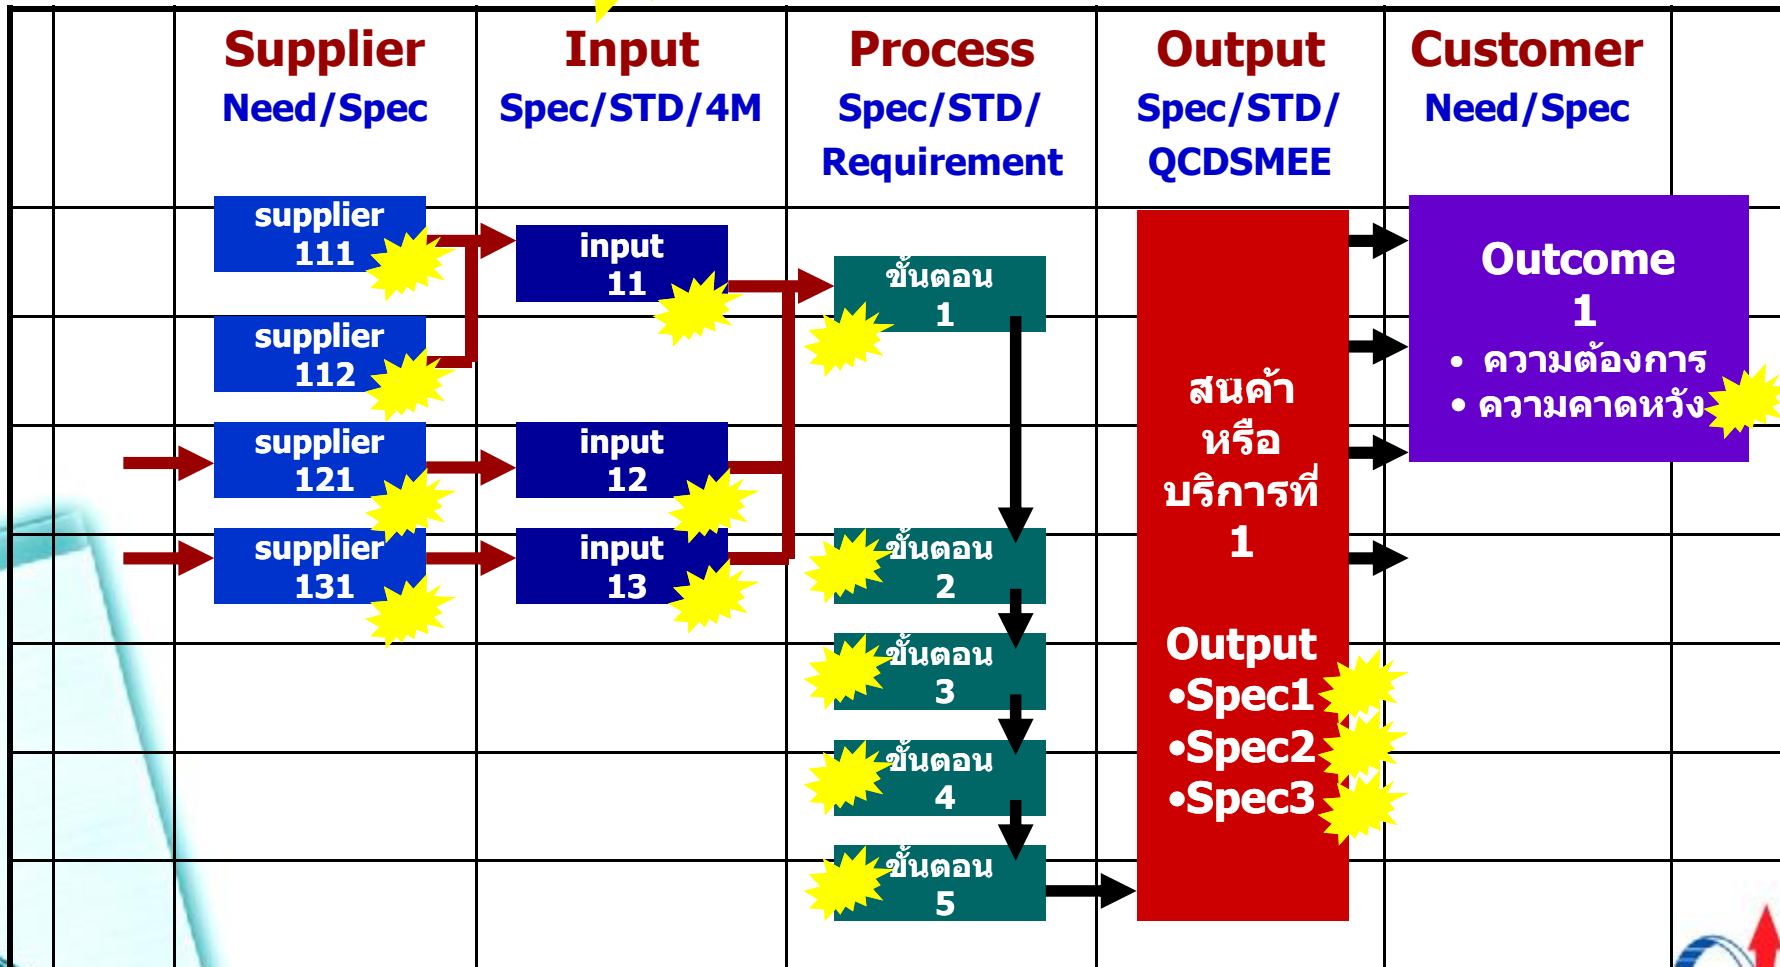 Supplier
Need/Spec
Input
Spec/STD/4M
Process
Spec/STD/
Requirement
Output
Spec/STD/
QCDSMEE
Customer
Need/Spec
supplier
111
supplier
112
supplier
121
supplier
131
input
11
input
12
input
13
ขั้นตอน
1
ขั้นตอน
2
ขั้นตอน
3
ขั้นตอน
4
ขั้นตอน
5
สินค้า
หรือ
บริการที่
1
Output
•Spec1
•Spec2
•Spec3
Outcome
1
• ความต้องการ
• ความคาดหวัง